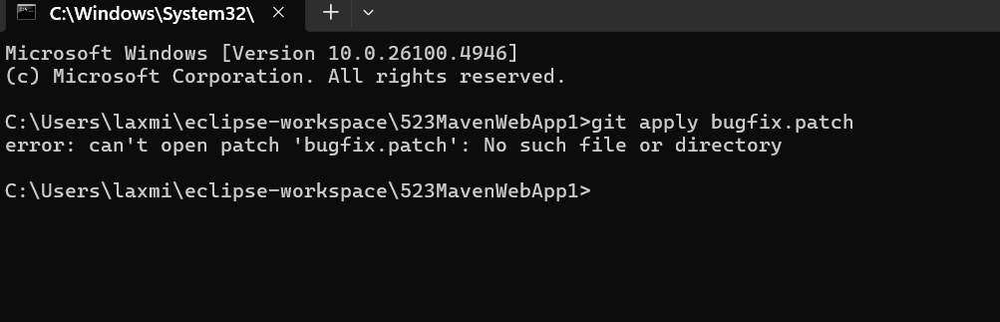 C:\Windows\System32\
Microsoft Windows [Version 10.0.26100.4946]
(c) Microsoft Corporation. All rights reserved.
C:\Users\laxmi\eclipse-workspace\523MavenWebApp1>git apply bugfix.patch
error: can't open patch 'bugfix.patch': No such file or directory
C:\Users\laxmi\eclipse-workspace\523MavenWebApp1>